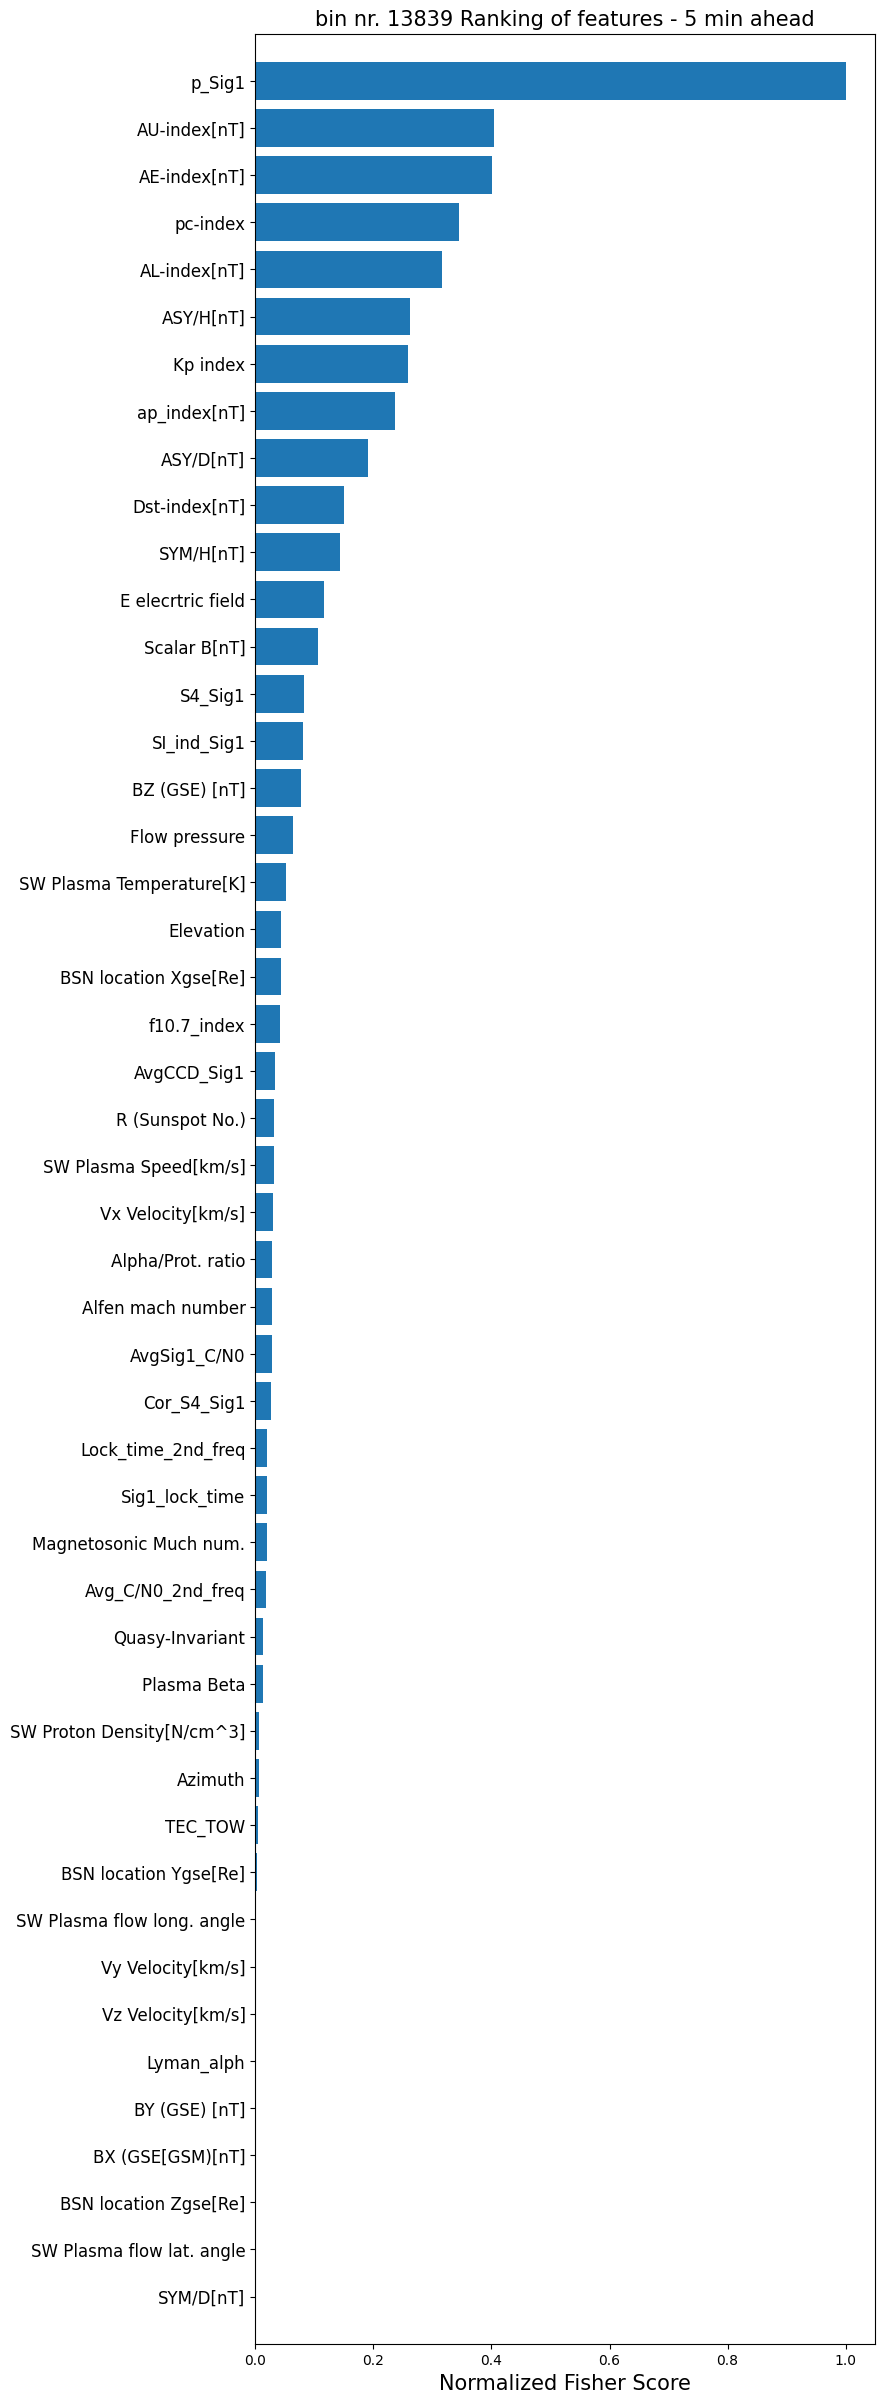 bin nr. 13839 Ranking of features - 5 min ahead
p_Sig1
AU-index[nT]
AE-index[nT]
pc-index
AL-index[nT]
ASY/H[nT]
Kp index
ap_index[nT]
ASY/D[nT]
Dst-index[nT]
SYM/H[nT]
E elecrtric field
Scalar B[nT]
S4_Sig1
SI_ind_Sig1
BZ (GSE) [nT]
Flow pressure
SW Plasma Temperature[K]
Elevation
BSN location Xgse[Re]
f10.7_index
AvgCCD_Sig1
R (Sunspot No.)
SW Plasma Speed[km/s]
Vx Velocity[km/s]
Alpha/Prot. ratio
Alfen mach number
AvgSig1_C/N0
Cor_S4_Sig1
Lock_time_2nd_freq
Sig1_lock_time
Magnetosonic Much num.
Avg_C/N0_2nd_freq
Quasy-Invariant
Plasma Beta
SW Proton Density[N/cm^3]
Azimuth
TEC_TOW
BSN location Ygse[Re]
SW Plasma flow long. angle
Vy Velocity[km/s]
Vz Velocity[km/s]
Lyman_alph
BY (GSE) [nT]
BX (GSE[GSM)[nT]
BSN location Zgse[Re]
SW Plasma flow lat. angle
SYM/D[nT]
0.0 0.2 0.4 0.6 0.8 1.0
Normalized Fisher Score